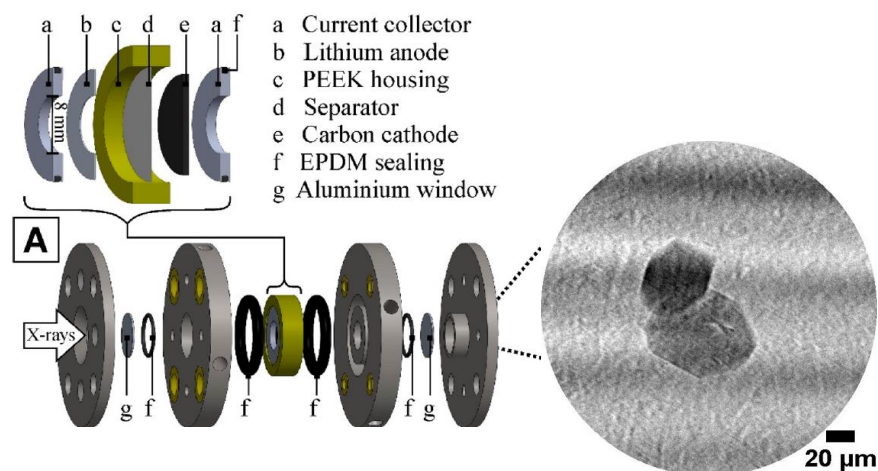 a b c d e a f
a Current collector
b Lithium anode
c PEEK housing
d Separator
e Carbon cathode
f EPDM sealing
g Aluminium window
8 mm
A
X-rays
g f f f f g
20 µm